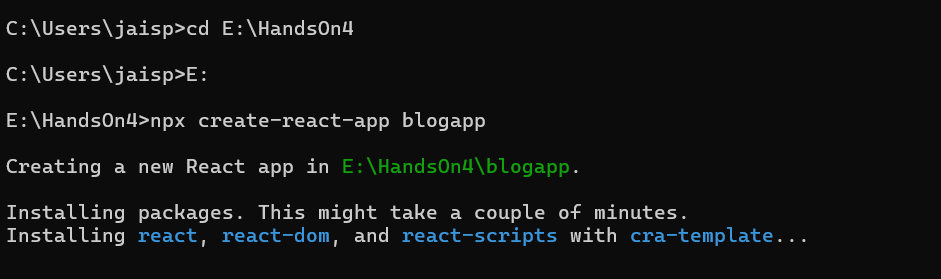 C:\Users\jaisp>cd E:\HandsOn4
C:\Users\jaisp>E:
E:\HandsOn4>npx create-react-app blogapp
Creating a new React app in E:\HandsOn4\blogapp.
Installing packages. This might take a couple of minutes.
Installing react, react-dom, and react-scripts with cra-template...